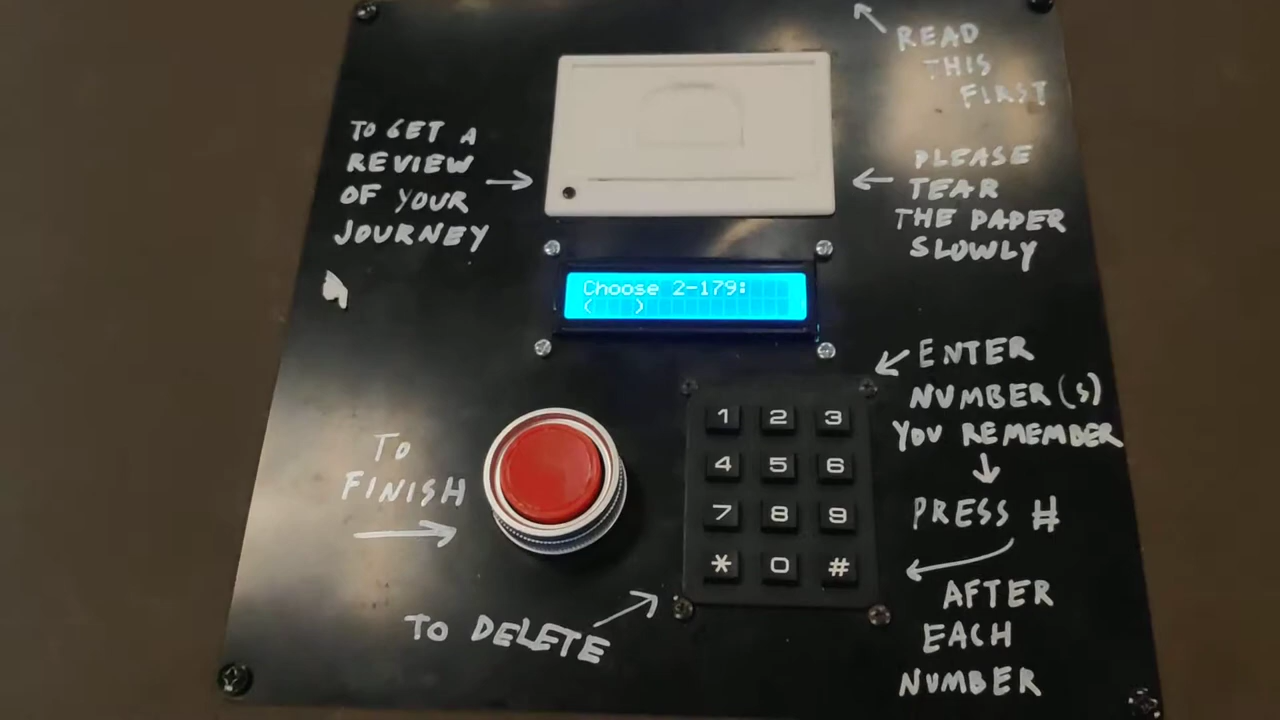 READ
THIS
FIRST
TO GET A
REVIEW
OF YOUR
JOURNEY
PLEASE
TEAR
THE PAPER
SLOWLY
Choose 2-179:
(    )
ENTER
NUMBER(S)
YOU REMEMBER
PRESS #
AFTER
EACH
NUMBER
TO
FINISH
TO DELETE
1 2 3
4 5 6
7 8 9
* 0 #